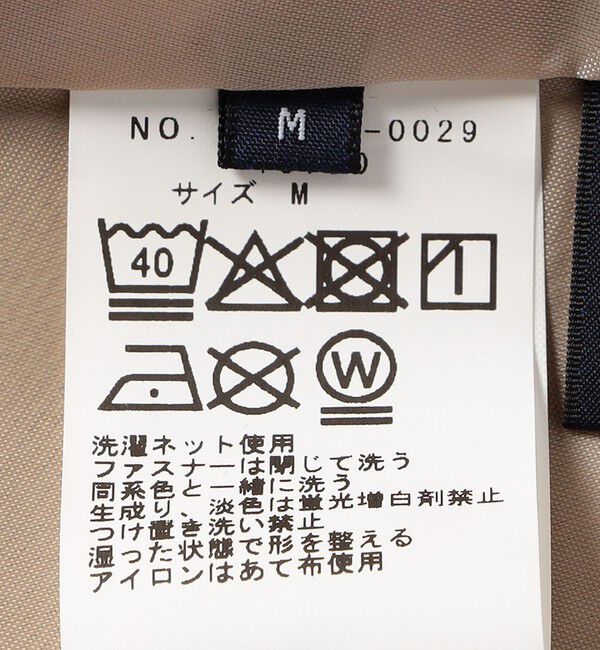 NO. M -0029
サイズ M
40
W
洗濯ネット使用
ファスナーは閉じて洗う
同系色と一緒に洗う
生成り、淡色は蛍光増白剤禁止
つけ置き洗い禁止
湿った状態で形を整える
アイロンはあて布使用